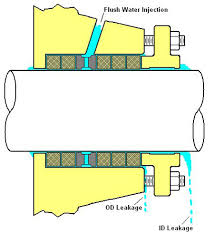 Flush Water Injection
OD Leakage
ID Leakage